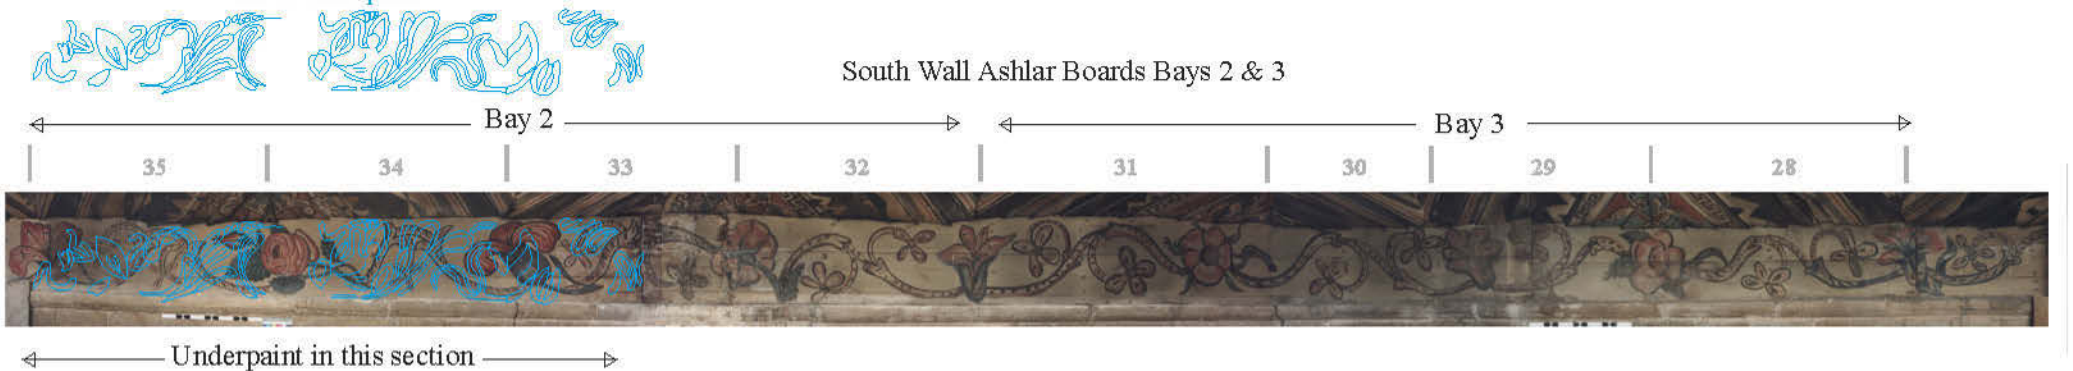 South Wall Ashlar Boards Bays 2 & 3
Bay 2 Bay 3
35 34 33 32 31 30 29 28
Underpaint in this section